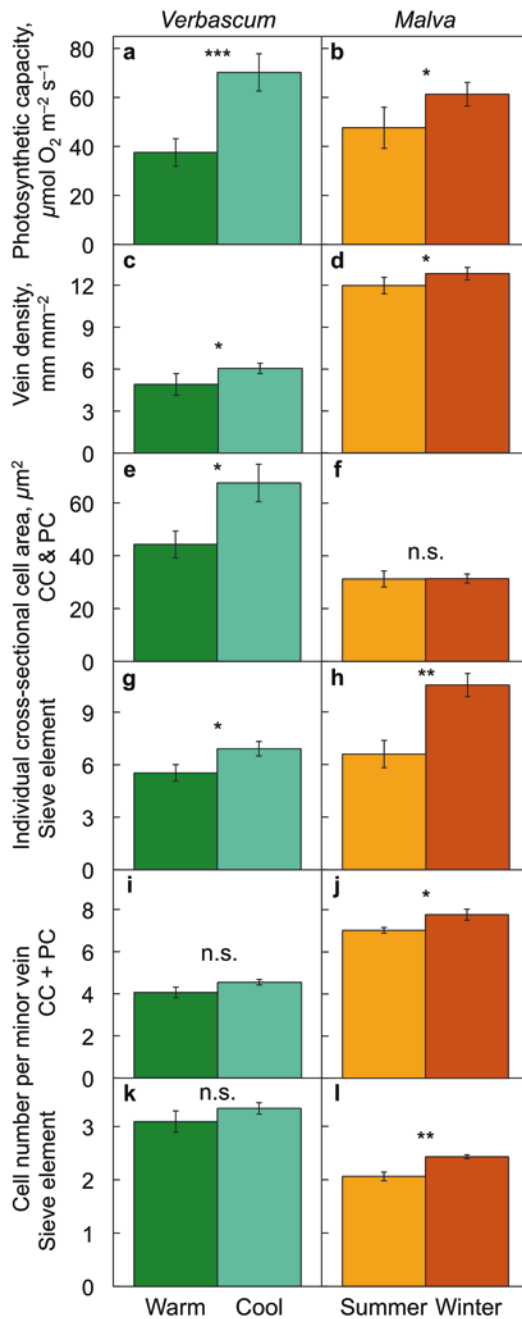 Verbascum Malva
Photosynthetic capacity,
µmol O₂ m⁻² s⁻¹
80
60
40
20
0
a
***
b
*
Vein density,
mm mm⁻²
12
9
6
3
0
c
*
d
*
Individual cross-sectional cell area, µm²
CC & PC
Sieve element
60
40
20
0
e
*
f
n.s.
9
6
3
0
g
*
h
**
Cell number per minor vein
CC + PC
Sieve element
8
6
4
2
0
i
n.s.
j
*
3
2
1
0
k
n.s.
l
**
Warm Cool Summer Winter